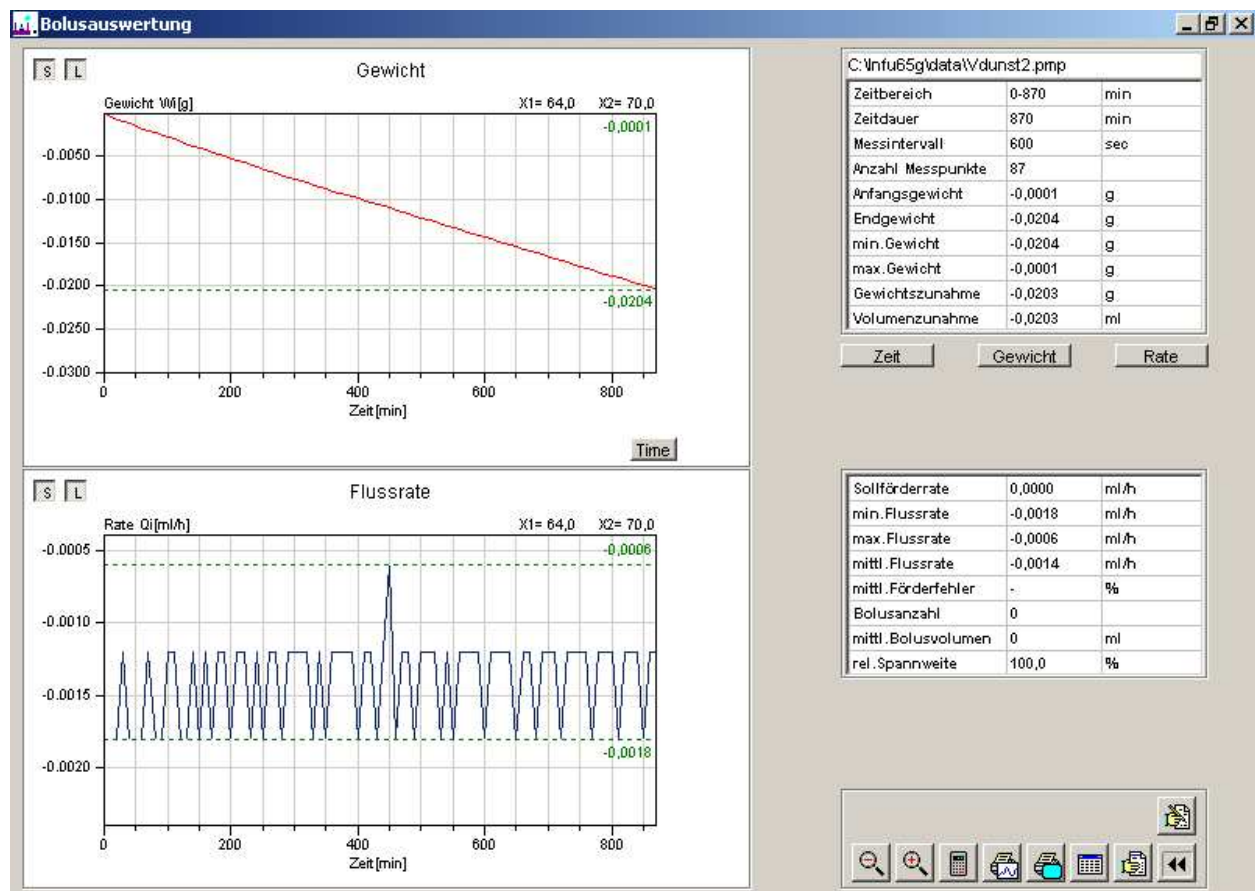 Bolusauswertung
S L
Gewicht
Gewicht Wi[g] X1= 64,0 X2= 70,0
-0,0001
-0.0050
-0.0100
-0.0150
-0.0200
-0,0204
-0.0250
-0.0300
0 200 400 600 800
Zeit[min]
Time
S L
Flussrate
Rate Qi[ml/h] X1= 64,0 X2= 70,0
-0.0005
-0,0006
-0.0010
-0.0015
-0,0018
-0.0020
0 200 400 600 800
Zeit[min]
C:\Infu65g\data\Vdunst2.pmp
Zeitbereich 0-870 min
Zeitdauer 870 min
Messintervall 600 sec
Anzahl Messpunkte 87
Anfangsgewicht -0,0001 g
Endgewicht -0,0204 g
min.Gewicht -0,0204 g
max.Gewicht -0,0001 g
Gewichtszunahme -0,0203 g
Volumenzunahme -0,0203 ml
Zeit Gewicht Rate
Sollförderrate 0,0000 ml/h
min.Flussrate -0,0018 ml/h
max.Flussrate -0,0006 ml/h
mittl.Flussrate -0,0014 ml/h
mittl.Förderfehler - %
Bolusanzahl 0
mittl.Bolusvolumen 0 ml
rel.Spannweite 100,0 %